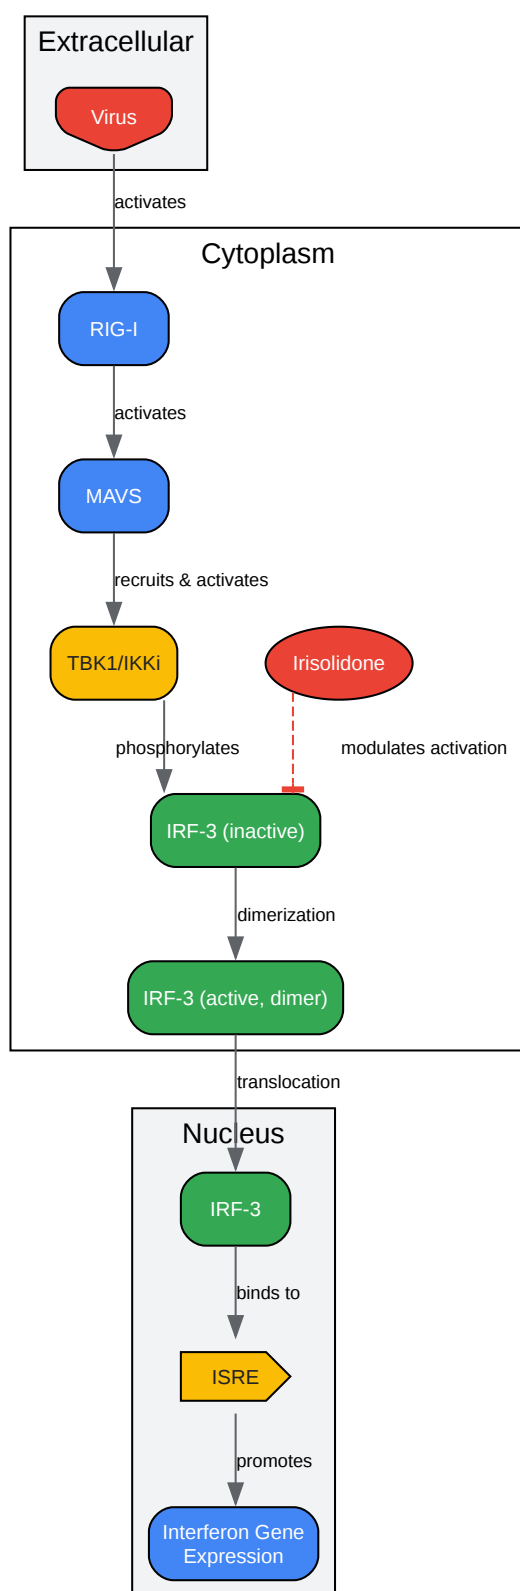 Extracellular
Virus
activates
Cytoplasm
RIG-I
activates
MAVS
recruits & activates
TBK1/IKKi
Irisolidone
phosphorylates
modulates activation
IRF-3 (inactive)
dimerization
IRF-3 (active, dimer)
translocation
Nucleus
IRF-3
binds to
ISRE
promotes
Interferon Gene
Expression